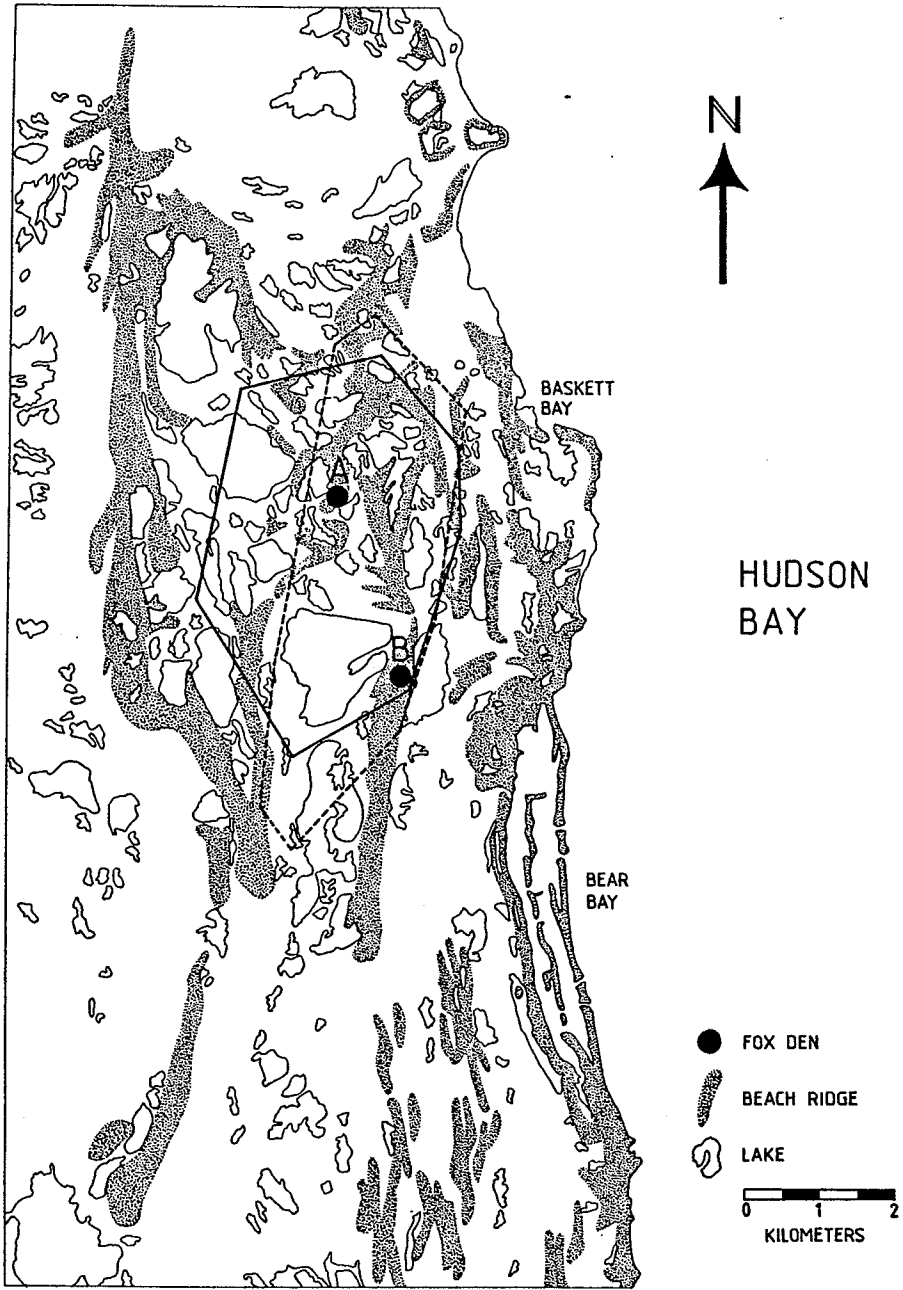 N
BASKETT
BAY
A
HUDSON
BAY
B
BEAR
BAY
FOX DEN
BEACH RIDGE
LAKE
0 1 2
KILOMETERS